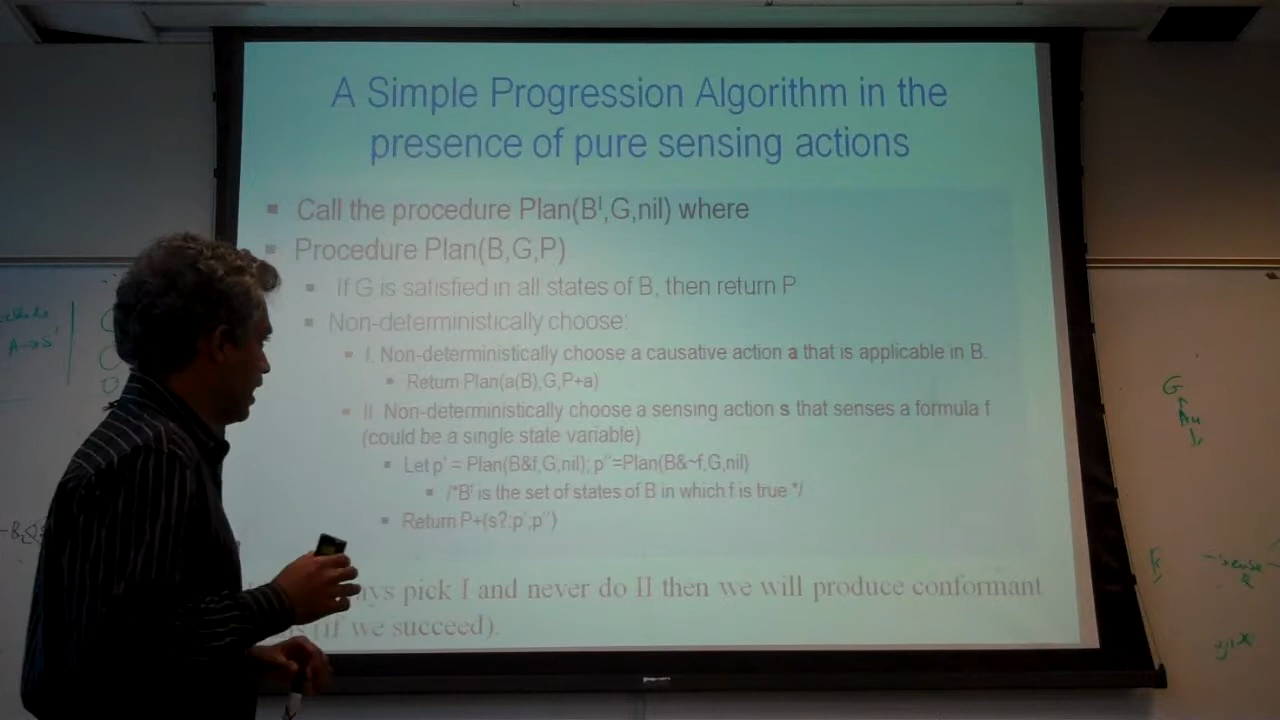 A Simple Progression Algorithm in the
presence of pure sensing actions
Call the procedure Plan(Bᴵ,G,nil) where
Procedure Plan(B,G,P)
If G is satisfied in all states of B, then return P
Non-deterministically choose:
I. Non-deterministically choose a causative action a that is applicable in B.
Return Plan(a(B),G,P+a)
II. Non-deterministically choose a sensing action s that senses a formula f
(could be a single state variable)
Let p' = Plan(B&f,G,nil); p''=Plan(B&~f,G,nil)
/*Bᶠ is the set of states of B in which f is true */
Return P+(s?:p';p'')
pick I and never do II then we will produce conformant
(if we succeed).
A→s'
G
sense